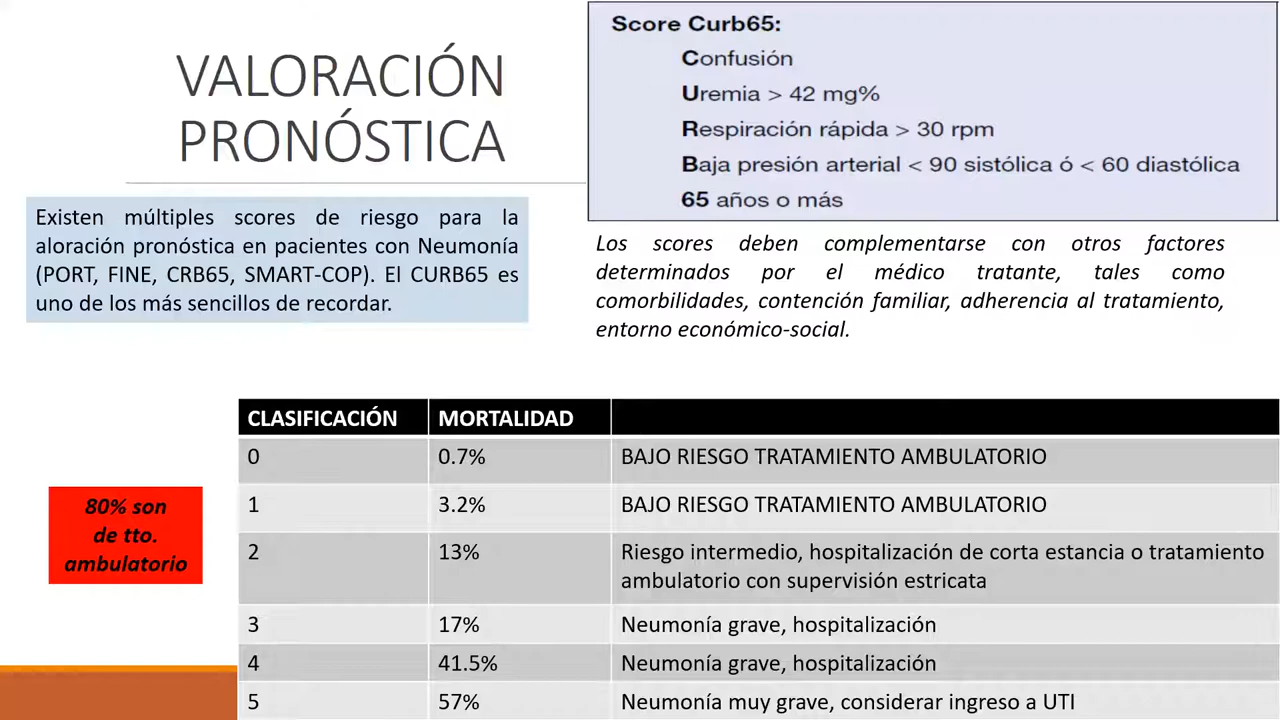 VALORACIÓN
PRONÓSTICA
Existen múltiples scores de riesgo para la
aloración pronóstica en pacientes con Neumonía
(PORT, FINE, CRB65, SMART-COP). El CURB65 es
uno de los más sencillos de recordar.
Score Curb65:
Confusión
Uremia > 42 mg%
Respiración rápida > 30 rpm
Baja presión arterial < 90 sistólica ó < 60 diastólica
65 años o más
Los scores deben complementarse con otros factores
determinados por el médico tratante, tales como
comorbilidades, contención familiar, adherencia al tratamiento,
entorno económico-social.
80% son
de tto.
ambulatorio
CLASIFICACIÓN MORTALIDAD
0 0.7% BAJO RIESGO TRATAMIENTO AMBULATORIO
1 3.2% BAJO RIESGO TRATAMIENTO AMBULATORIO
2 13% Riesgo intermedio, hospitalización de corta estancia o tratamiento
ambulatorio con supervisión estricata
3 17% Neumonía grave, hospitalización
4 41.5% Neumonía grave, hospitalización
5 57% Neumonía muy grave, considerar ingreso a UTI